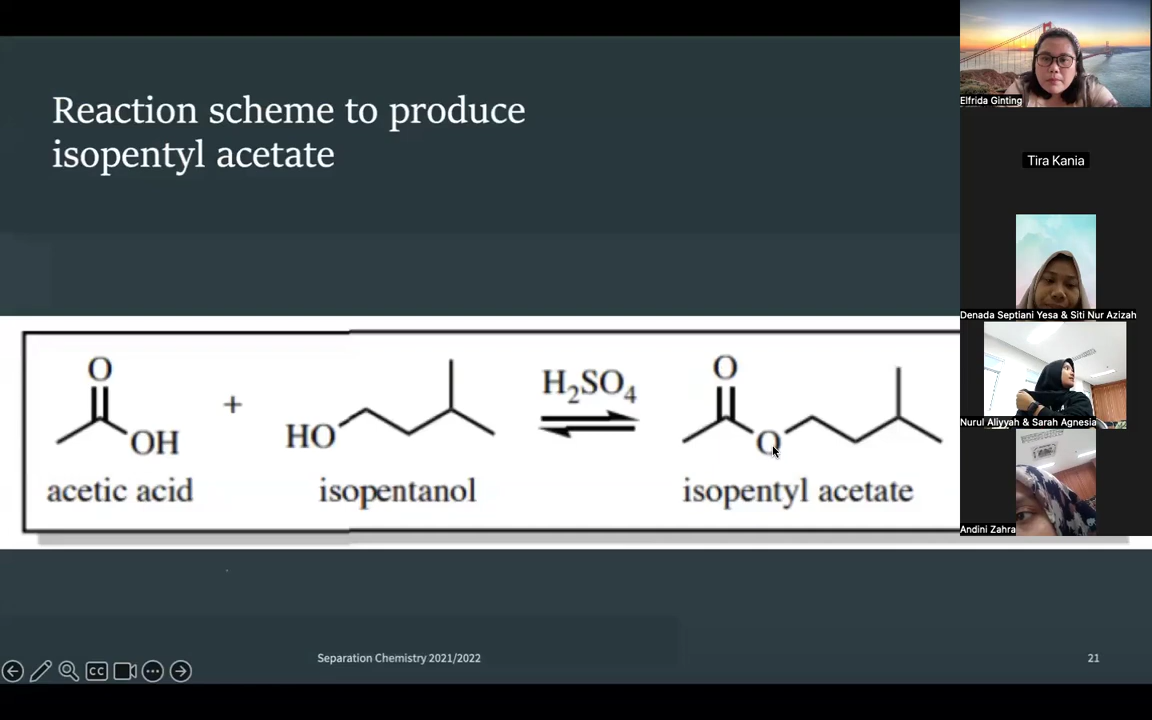 Reaction scheme to produce
isopentyl acetate
O
OH
acetic acid
+
HO
isopentanol
H₂SO₄
O
O
isopentyl acetate
Separation Chemistry 2021/2022
21
CC
Elfrida Ginting
Tira Kania
Denada Septiani Yesa & Siti Nur Azizah
Nurul Aliyyah & Sarah Agnesia
Andini Zahra